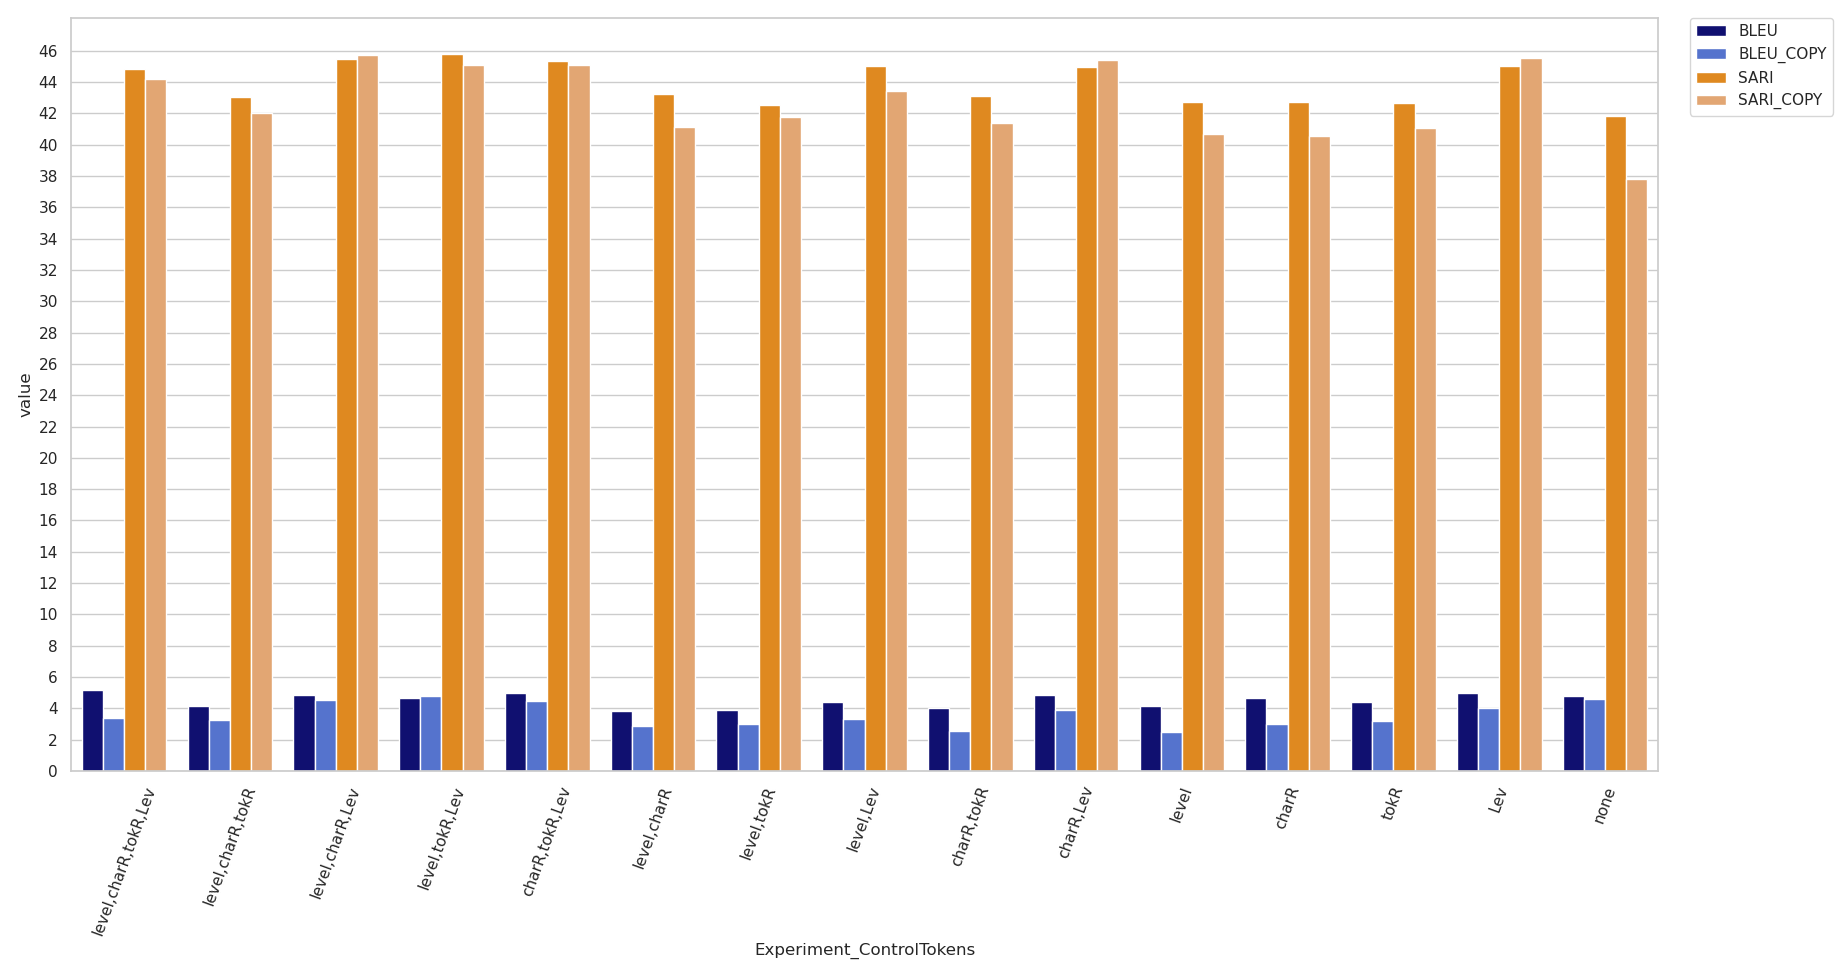 BLEU
BLEU_COPY
SARI
SARI_COPY
value
46
44
42
40
38
36
34
32
30
28
26
24
22
20
18
16
14
12
10
8
6
4
2
0
level,charR,tokR,Lev
level,charR,tokR
level,charR,Lev
level,tokR,Lev
charR,tokR,Lev
level,charR
level,tokR
level,Lev
charR,tokR
charR,Lev
level
charR
tokR
Lev
none
Experiment_ControlTokens